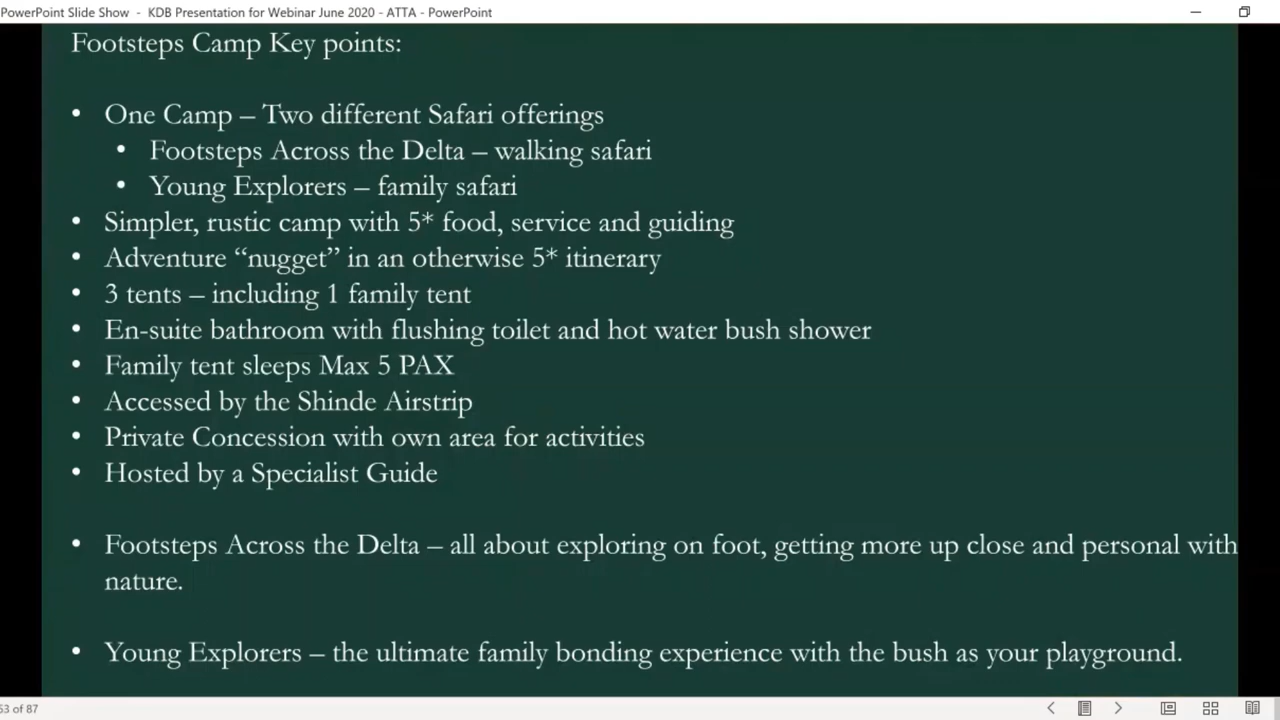 PowerPoint Slide Show - KDB Presentation for Webinar June 2020 - ATTA - PowerPoint
Footsteps Camp Key points:
• One Camp – Two different Safari offerings
• Footsteps Across the Delta – walking safari
• Young Explorers – family safari
• Simpler, rustic camp with 5* food, service and guiding
• Adventure “nugget” in an otherwise 5* itinerary
• 3 tents – including 1 family tent
• En-suite bathroom with flushing toilet and hot water bush shower
• Family tent sleeps Max 5 PAX
• Accessed by the Shinde Airstrip
• Private Concession with own area for activities
• Hosted by a Specialist Guide
• Footsteps Across the Delta – all about exploring on foot, getting more up close and personal with
nature.
• Young Explorers – the ultimate family bonding experience with the bush as your playground.
53 of 87